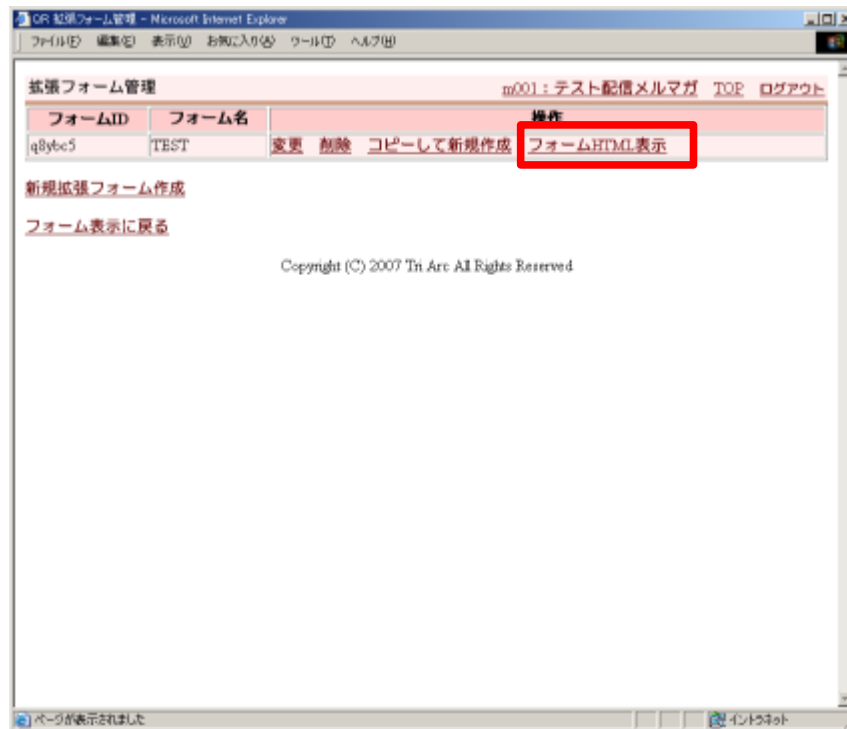 QR 拡張フォーム管理 - Microsoft Internet Explorer
ファイル(F) 編集(E) 表示(V) お気に入り(A) ツール(T) ヘルプ(H)
拡張フォーム管理 m001:テスト配信メルマガ TOP ログアウト
フォームID フォーム名 操作
q8ybc5 TEST 変更 削除 コピーして新規作成 フォームHTML表示
新規拡張フォーム作成
フォーム表示に戻る
Copyright (C) 2007 Tri Arc All Rights Reserved
ページが表示されました イントラネット